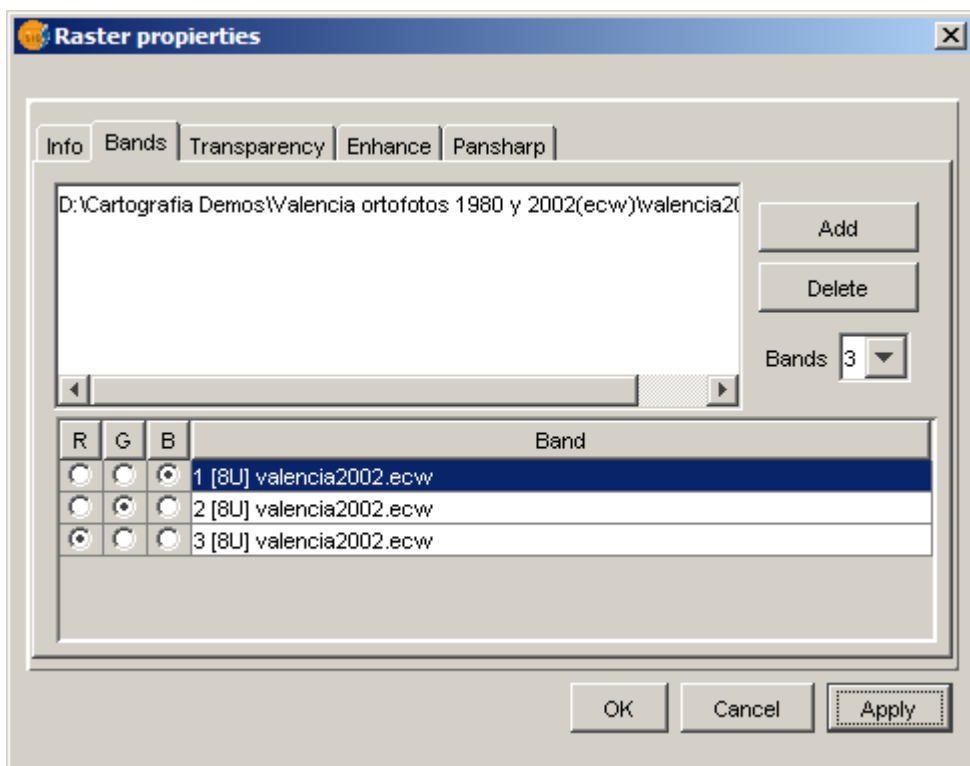 Raster propierties
Info Bands Transparency Enhance Pansharp
D:\Cartografia Demos\Valencia ortofotos 1980 y 2002(ecw)\valencia20
Add
Delete
Bands 3
R G B Band
1 [8U] valencia2002.ecw
2 [8U] valencia2002.ecw
3 [8U] valencia2002.ecw
OK Cancel Apply